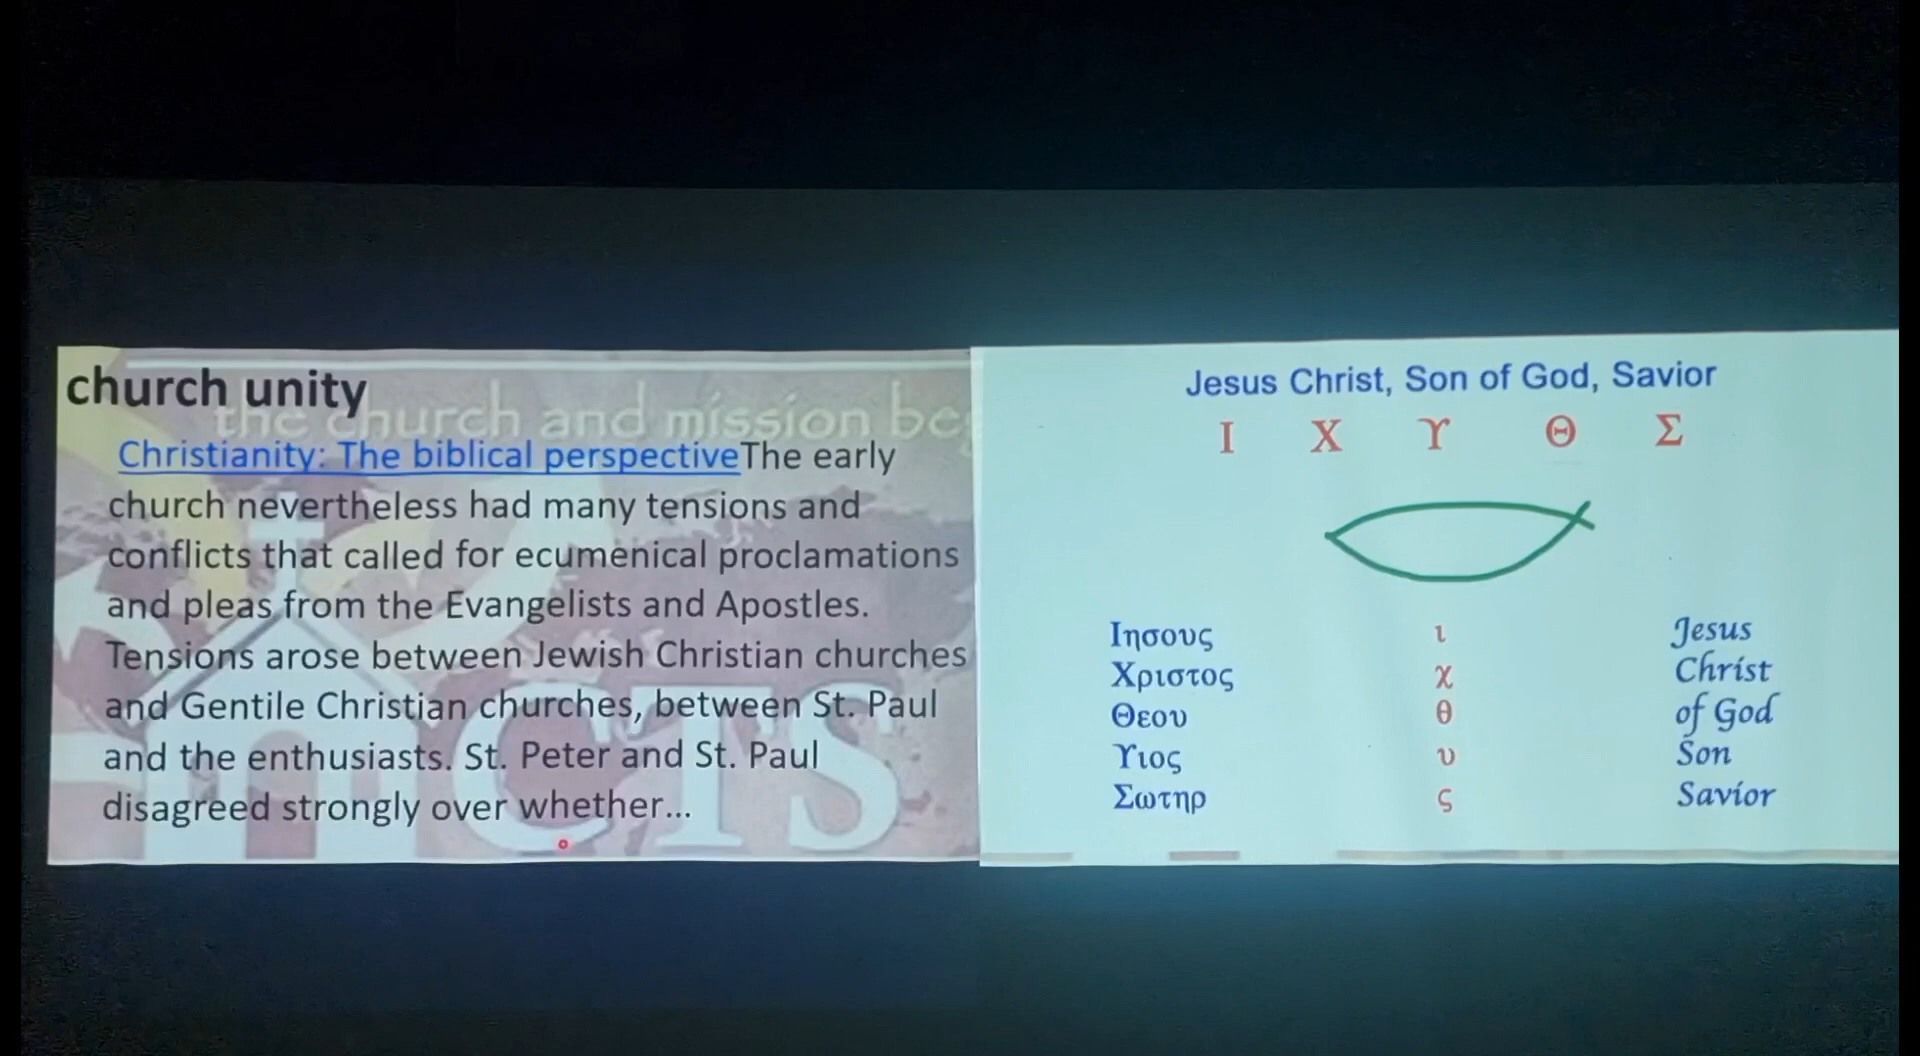 church unity
the church and mission be
Christianity: The biblical perspectiveThe early
church nevertheless had many tensions and
conflicts that called for ecumenical proclamations
and pleas from the Evangelists and Apostles.
Tensions arose between Jewish Christian churches
and Gentile Christian churches, between St. Paul
and the enthusiasts. St. Peter and St. Paul
disagreed strongly over whether...
CTS
Jesus Christ, Son of God, Savior
Ι Χ ϒ Θ Σ
Ιησους ι Jesus
Χριστος χ Christ
Θεου θ of God
ϒιος υ Son
Σωτηρ ς Savior